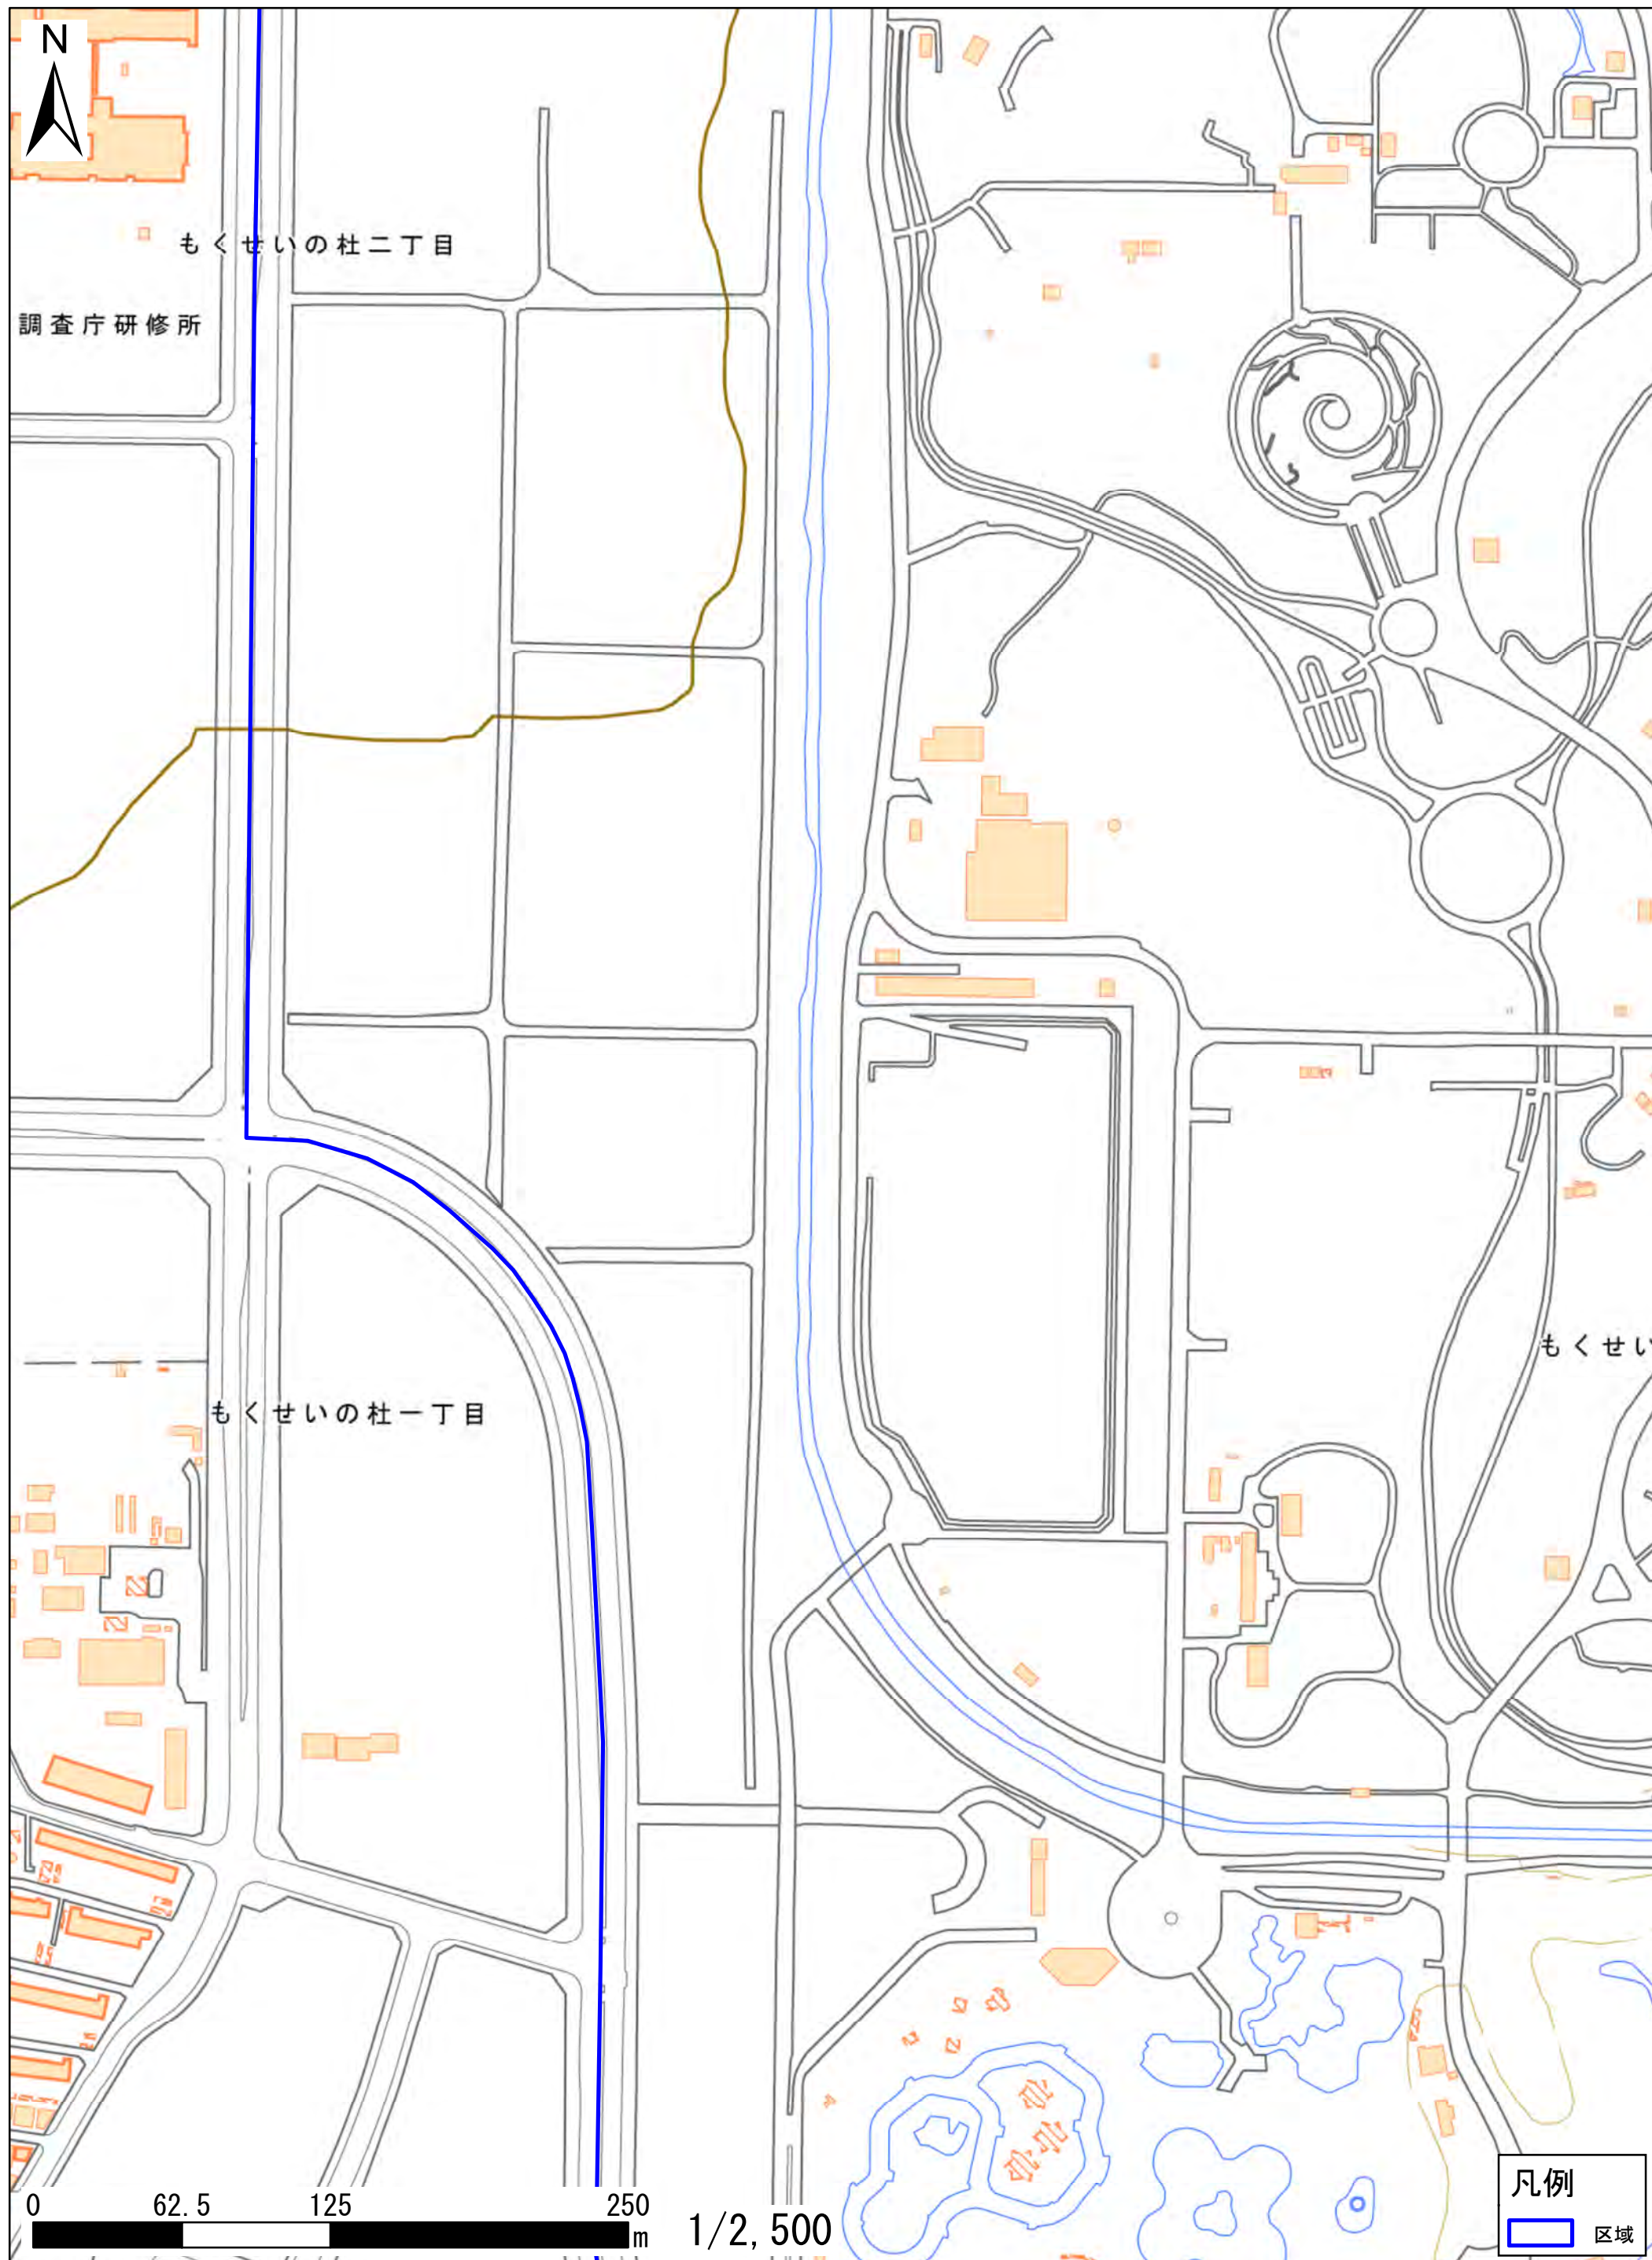 N
もくせいの杜二丁目
調査庁研修所
もくせい
もくせいの杜一丁目
0 62.5 125 250
m
1/2,500
凡例
区域